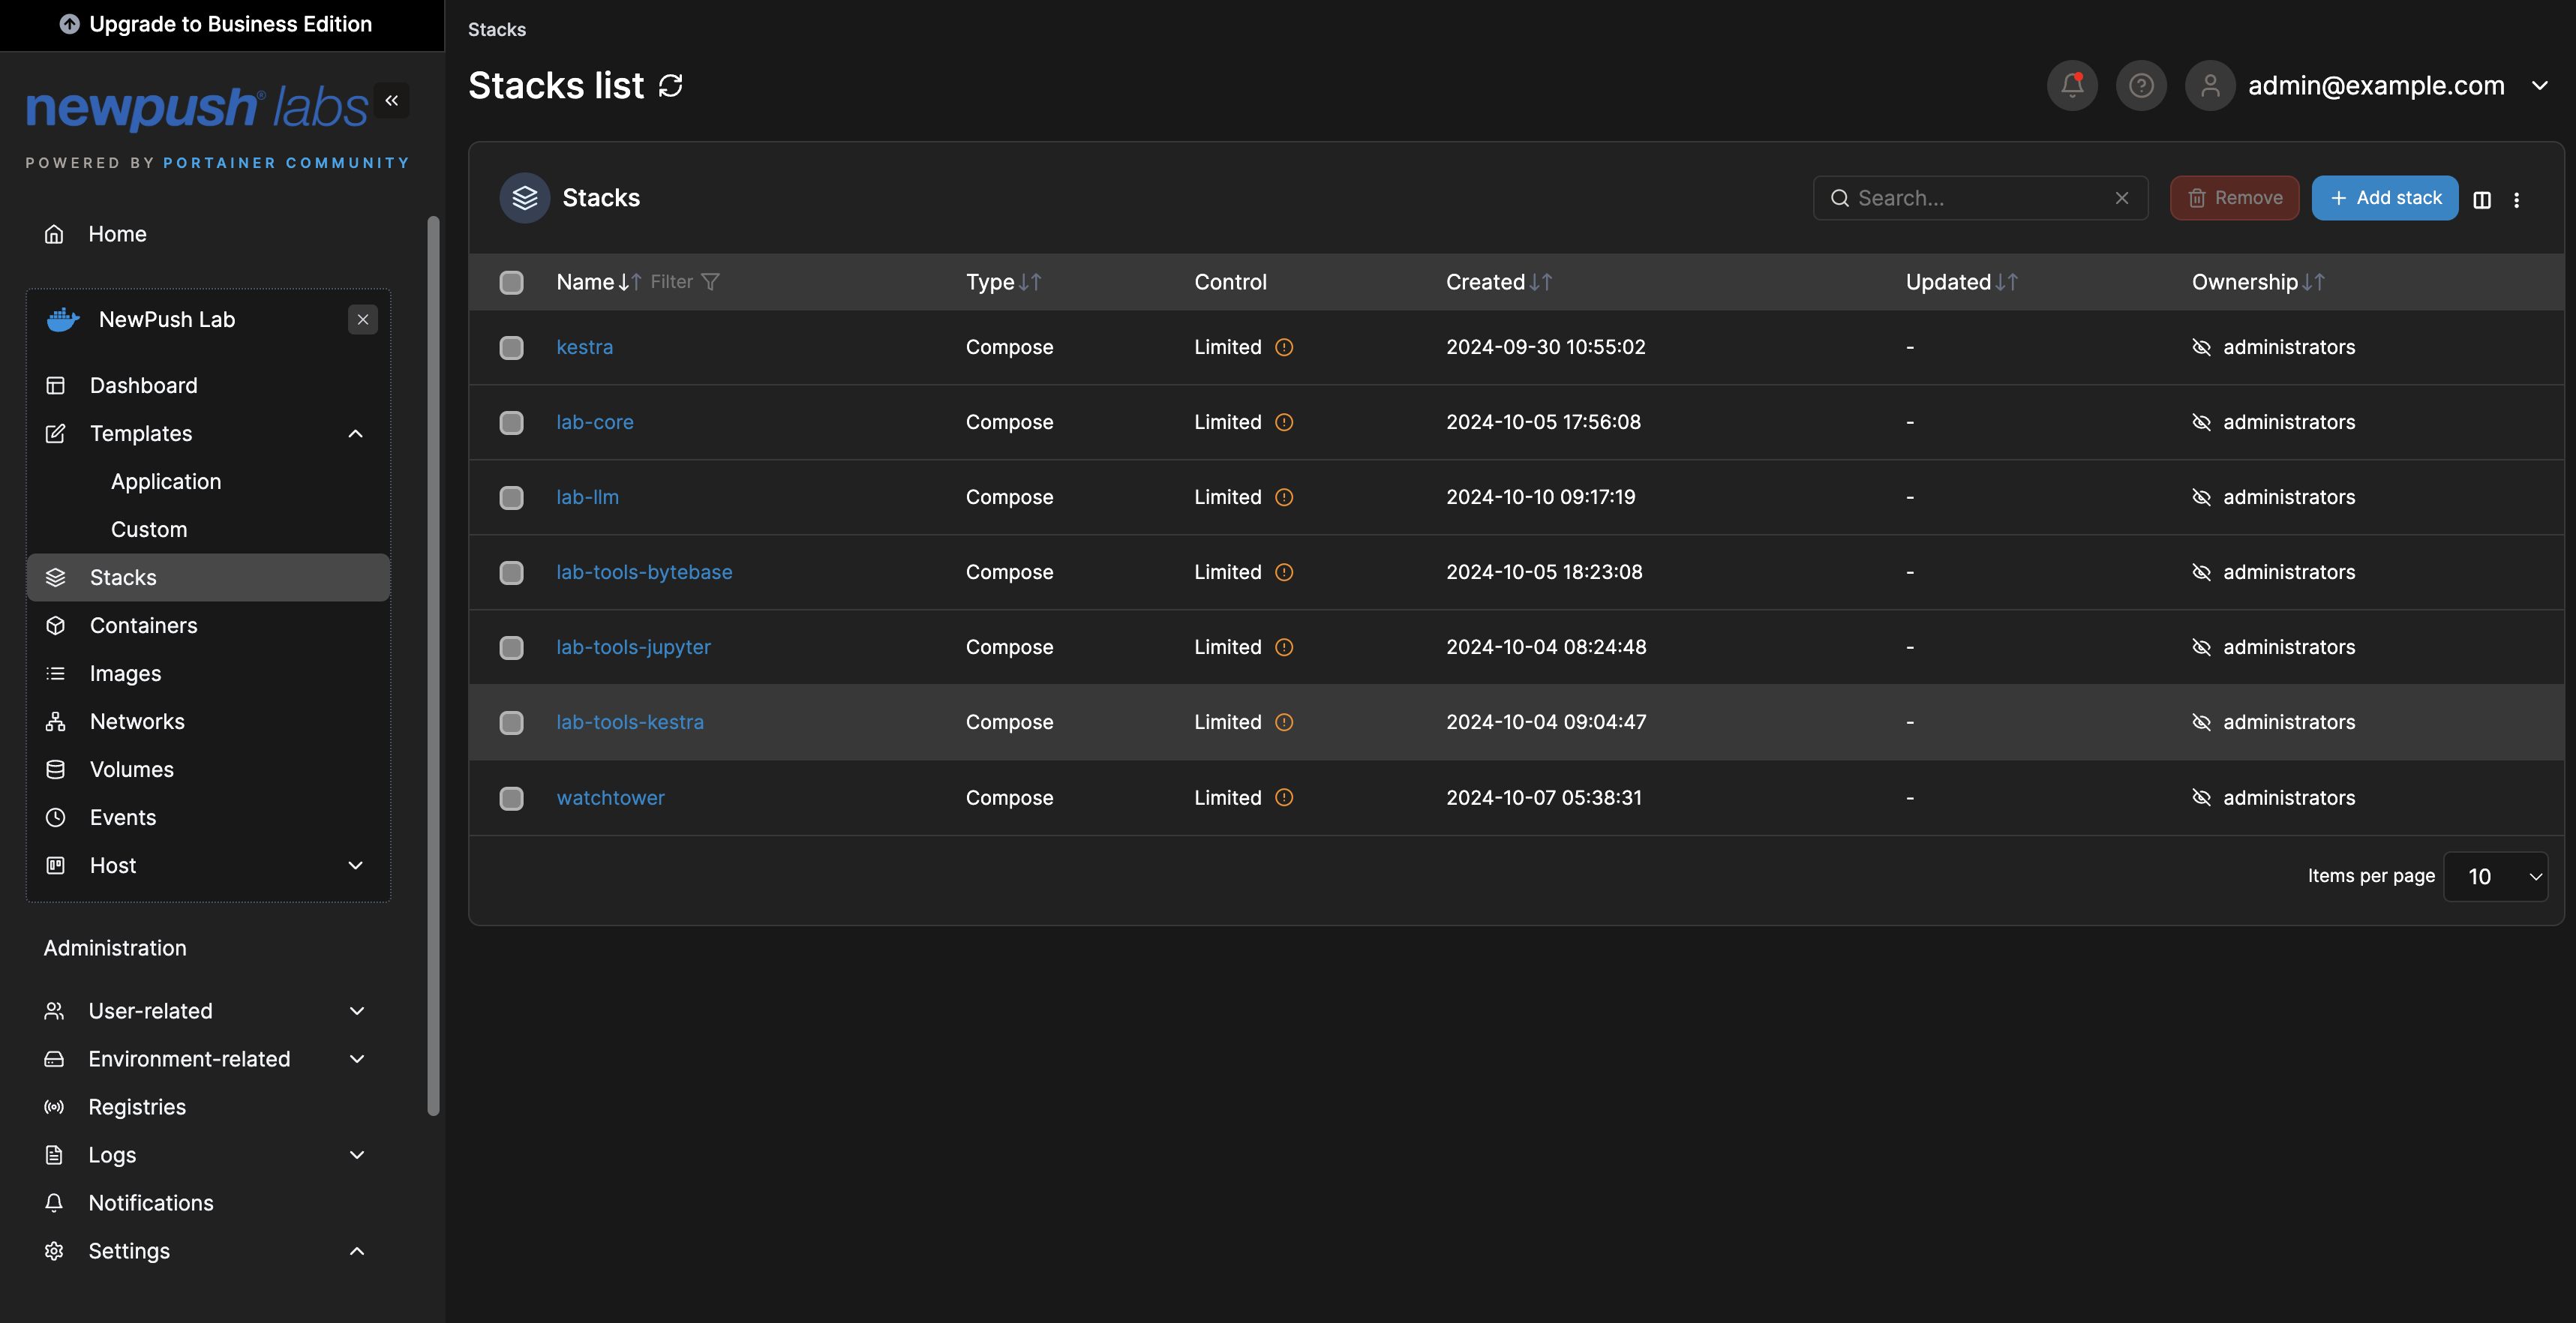 Upgrade to Business Edition
newpush® labs
POWERED BY PORTAINER COMMUNITY
Home
NewPush Lab
Dashboard
Templates
Application
Custom
Stacks
Containers
Images
Networks
Volumes
Events
Host
Administration
User-related
Environment-related
Registries
Logs
Notifications
Settings
Stacks
Stacks list
admin@example.com
Stacks
Search...
Remove
Add stack
Name Filter Type Control Created Updated Ownership
kestra Compose Limited 2024-09-30 10:55:02 - administrators
lab-core Compose Limited 2024-10-05 17:56:08 - administrators
lab-llm Compose Limited 2024-10-10 09:17:19 - administrators
lab-tools-bytebase Compose Limited 2024-10-05 18:23:08 - administrators
lab-tools-jupyter Compose Limited 2024-10-04 08:24:48 - administrators
lab-tools-kestra Compose Limited 2024-10-04 09:04:47 - administrators
watchtower Compose Limited 2024-10-07 05:38:31 - administrators
Items per page 10